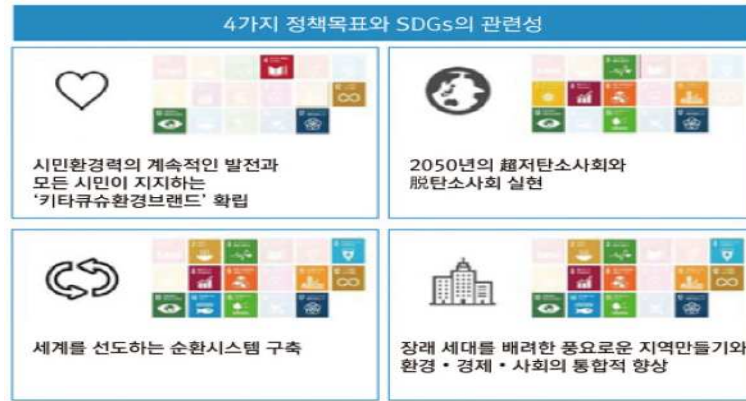 4가지 정책목표와 SDGs의 관련성
시민환경력의 계속적인 발전과
모든 시민이 지지하는
‘키타큐슈환경브랜드’ 확립
2050년의 超저탄소사회와
脱탄소사회 실현
세계를 선도하는 순환시스템 구축
장래 세대를 배려한 풍요로운 지역만들기와
환경・경제・사회의 통합적 향상